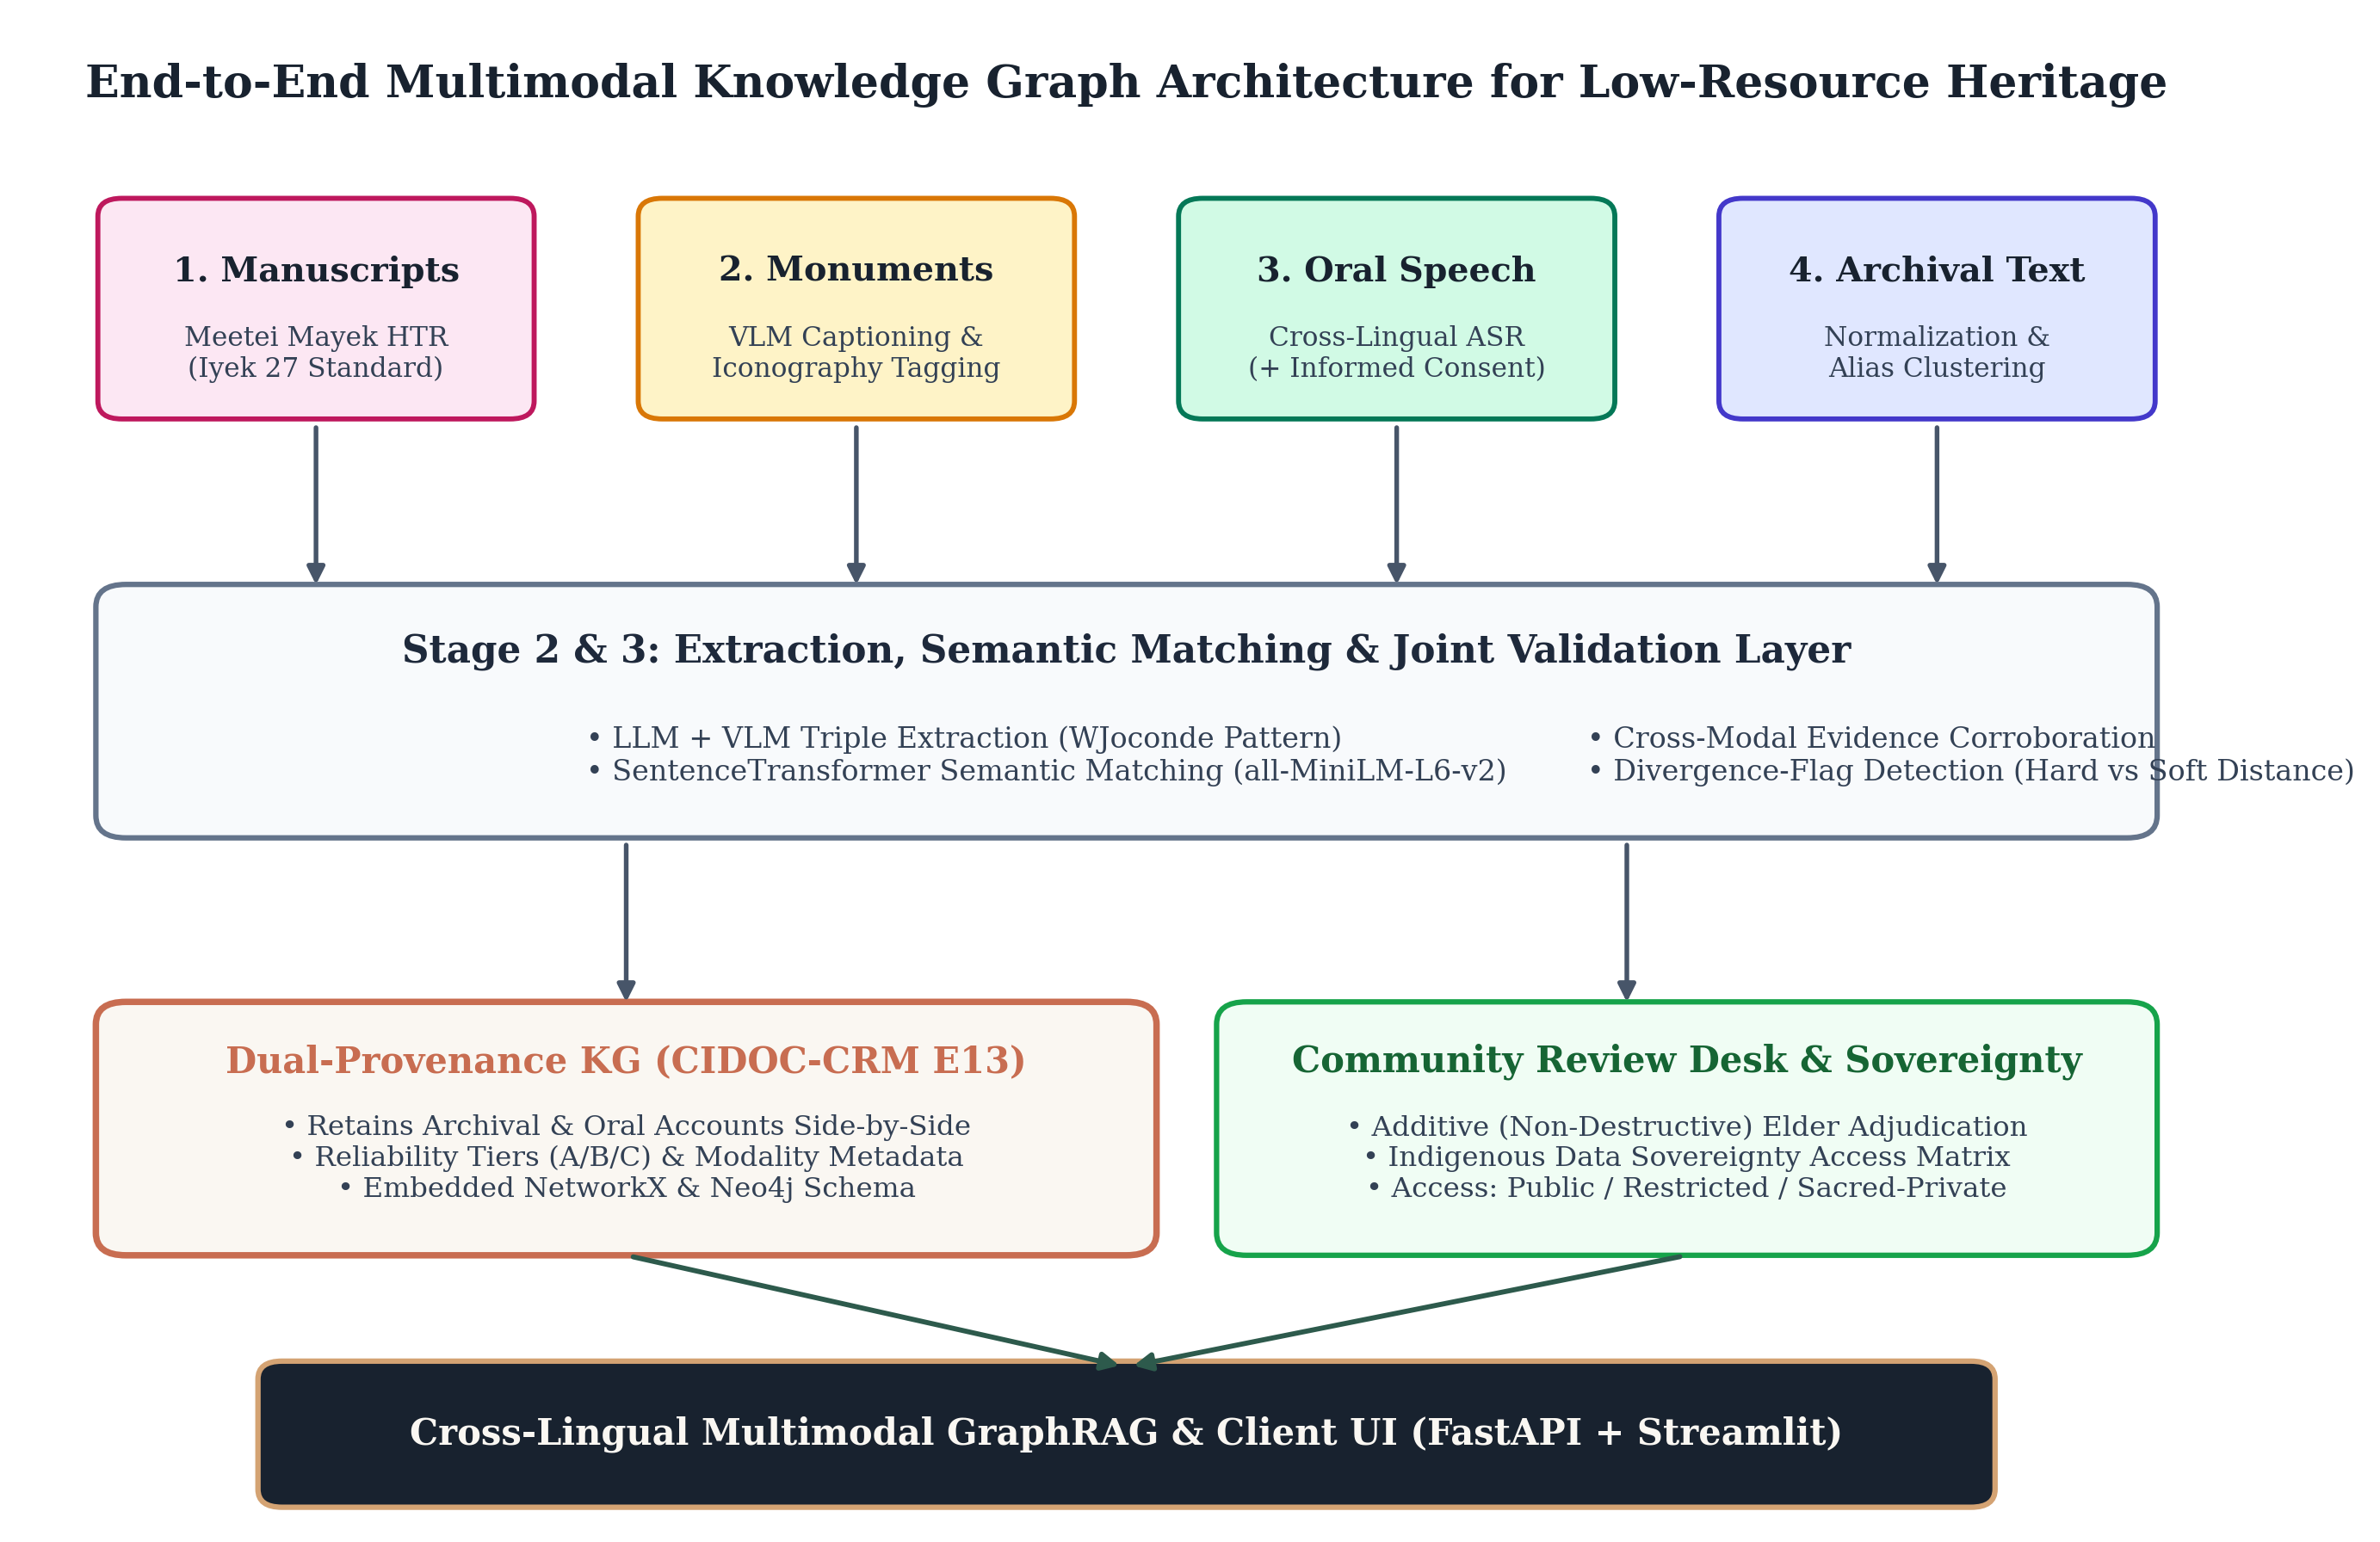 End-to-End Multimodal Knowledge Graph Architecture for Low-Resource Heritage
1. Manuscripts
Meetei Mayek HTR
(Iyek 27 Standard)
2. Monuments
VLM Captioning &
Iconography Tagging
3. Oral Speech
Cross-Lingual ASR
(+ Informed Consent)
4. Archival Text
Normalization &
Alias Clustering
Stage 2 & 3: Extraction, Semantic Matching & Joint Validation Layer
• LLM + VLM Triple Extraction (WJoconde Pattern)
• SentenceTransformer Semantic Matching (all-MiniLM-L6-v2)
• Cross-Modal Evidence Corroboration
• Divergence-Flag Detection (Hard vs Soft Distance)
Dual-Provenance KG (CIDOC-CRM E13)
• Retains Archival & Oral Accounts Side-by-Side
• Reliability Tiers (A/B/C) & Modality Metadata
• Embedded NetworkX & Neo4j Schema
Community Review Desk & Sovereignty
• Additive (Non-Destructive) Elder Adjudication
• Indigenous Data Sovereignty Access Matrix
• Access: Public / Restricted / Sacred-Private
Cross-Lingual Multimodal GraphRAG & Client UI (FastAPI + Streamlit)